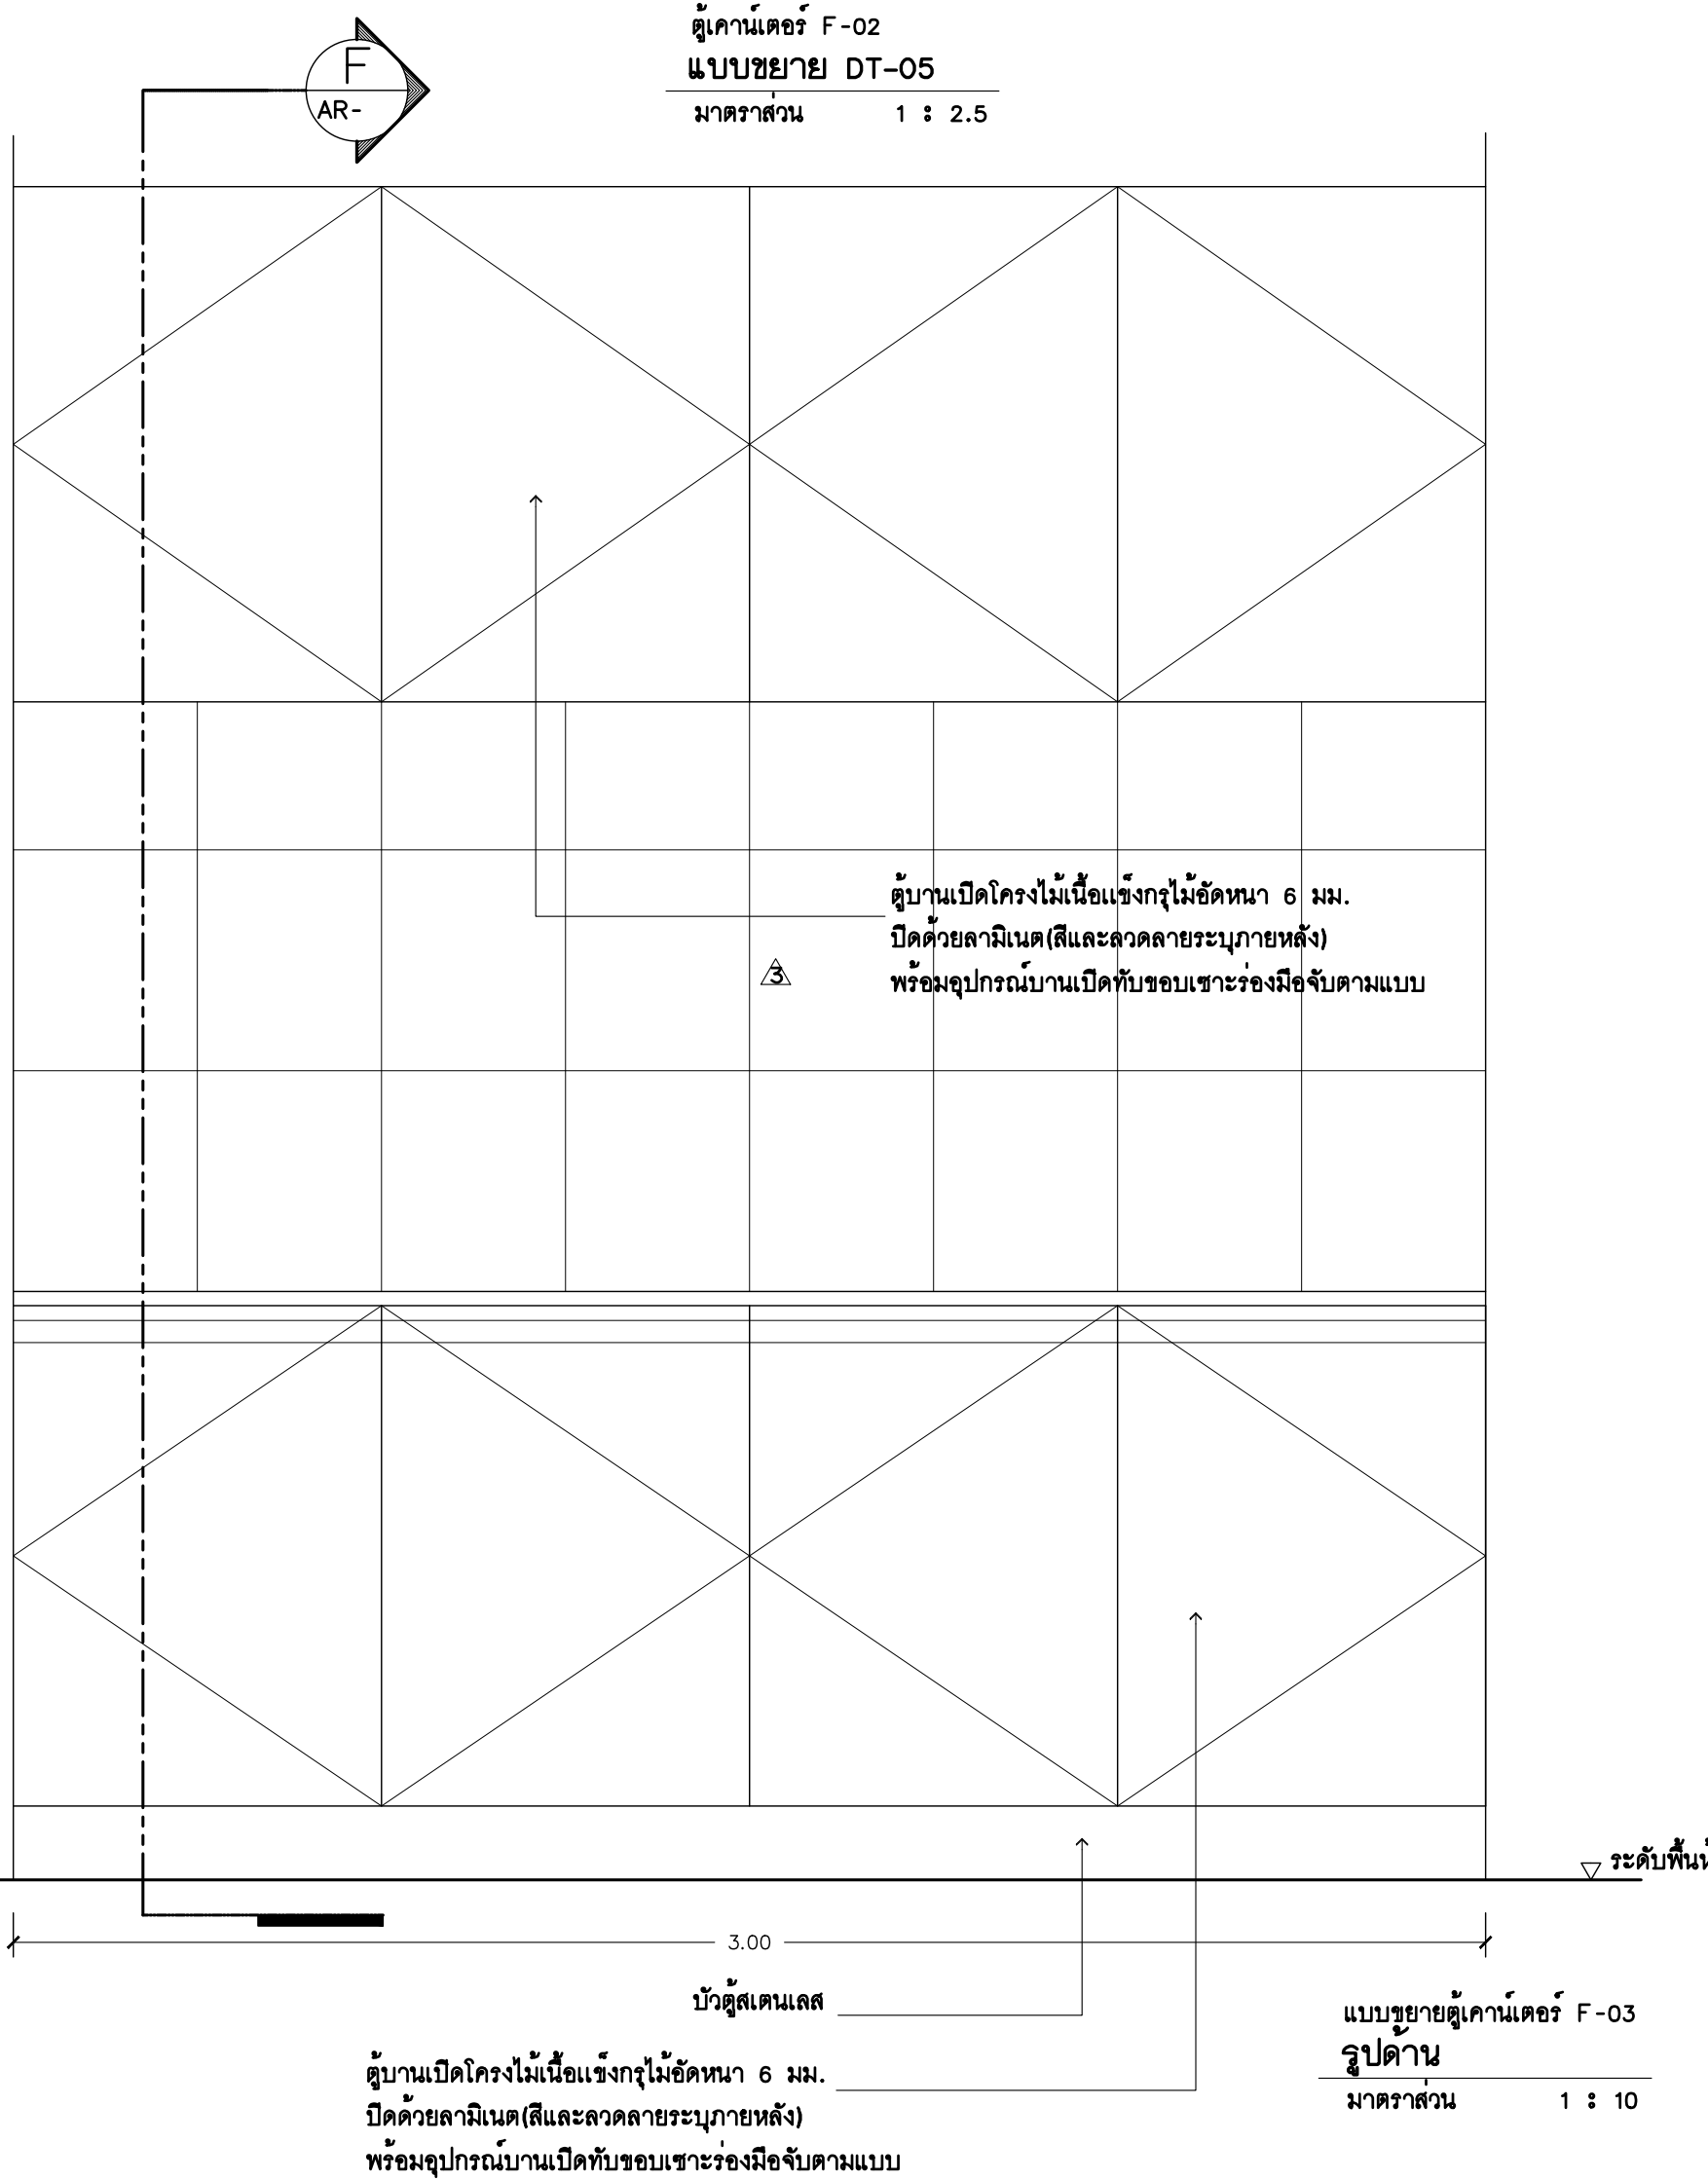 ตู้เคาน์เตอร์ F-02
แบบขยาย DT-05
มาตราส่วน 1 : 2.5
F
AR-
ตู้บานเปิดโครงไม้เนื้อแข็งกรุไม้อัดหนา 6 มม.
ปิดด้วยลามิเนต(สีและลวดลายระบุภายหลัง)
พร้อมอุปกรณ์บานเปิดทับขอบเซาะร่องมือจับตามแบบ
3
3.00
บัวตู้สเตนเลส
ตู้บานเปิดโครงไม้เนื้อแข็งกรุไม้อัดหนา 6 มม.
ปิดด้วยลามิเนต(สีและลวดลายระบุภายหลัง)
พร้อมอุปกรณ์บานเปิดทับขอบเซาะร่องมือจับตามแบบ
แบบขยายตู้เคาน์เตอร์ F-03
รูปด้าน
มาตราส่วน 1 : 10